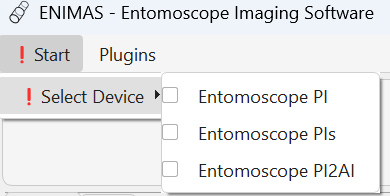 ENIMAS - Entomoscope Imaging Software
❗Start Plugins
❗Select Device
Entomoscope PI
Entomoscope PIs
Entomoscope PI2AI